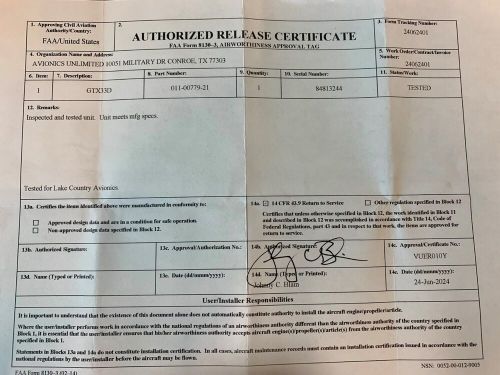 1. Approving Civil Aviation Authority/Country:
FAA/United States
2.
AUTHORIZED RELEASE CERTIFICATE
FAA Form 8130–3, AIRWORTHINESS APPROVAL TAG
3. Form Tracking Number:
24062401
4. Organization Name and Address:
AVIONICS UNLIMITED 10051 MILITARY DR CONROE, TX 77303
5. Work Order/Contract/Invoice Number:
24062401
6. Item: 7. Description: 8. Part Number: 9. Quantity: 10. Serial Number: 11. Status/Work:
1 GTX33D 011-00779-21 1 84813244 TESTED
12. Remarks:
Inspected and tested unit. Unit meets mfg specs.
Tested for Lake Country Avionics
13a. Certifies the items identified above were manufactured in conformity to:
Approved design data and are in a condition for safe operation.
Non-approved design data specified in Block 12.
14a. 14 CFR 43.9 Return to Service Other regulation specified in Block 12
Certifies that unless otherwise specified in Block 12, the work identified in Block 11
and described in Block 12 was accomplished in accordance with Title 14, Code of
Federal Regulations, part 43 and in respect to that work, the items are approved for
return to service.
13b. Authorized Signature: 13c. Approval/Authorization No.: 14b. Authorized Signature: 14c. Approval/Certificate No.:
VUER010Y
13d. Name (Typed or Printed): 13e. Date (dd/mmm/yyyy): 14d. Name (Typed or Printed): 14e. Date (dd/mmm/yyyy):
Johnny C. 24-Jun-2024
User/Installer Responsibilities
It is important to understand that the existence of this document alone does not automatically constitute authority to install the aircraft engine/propeller/article.
Where the user/installer performs work in accordance with the national regulations of an airworthiness authority different than the airworthiness authority of the country specified in
Block 1, it is essential that the user/installer ensures that his/her airworthiness authority accepts aircraft engine(s)/propeller(s)/article(s) from the airworthiness authority of the country
specified in Block 1.
Statements in Blocks 13a and 14a do not constitute installation certification. In all cases, aircraft maintenance records must contain an installation certification issued in accordance with the
national regulations by the user/installer before the aircraft may be flown.
FAA Form 8130–3 (02-14) NSN: 0052-00-012-9005